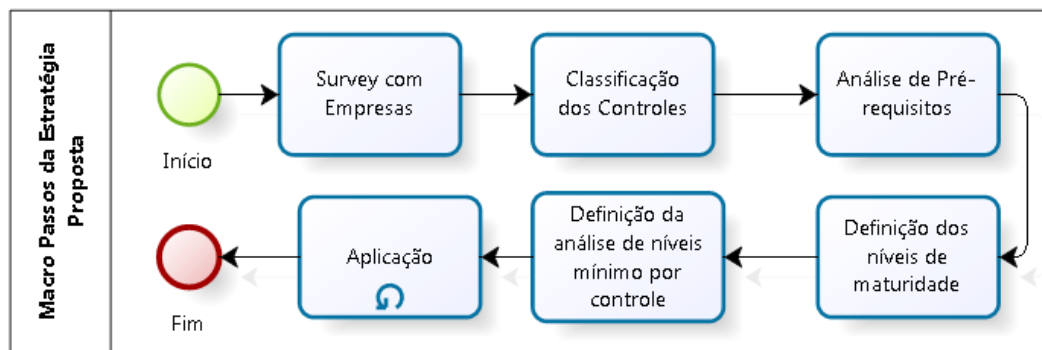 Macro Passos da Estratégia
Proposta
Início
Survey com
Empresas
Classificação
dos Controles
Análise de Pré-
requisitos
Definição dos
níveis de
maturidade
Definição da
análise de níveis
mínimo por
controle
Aplicação
Fim